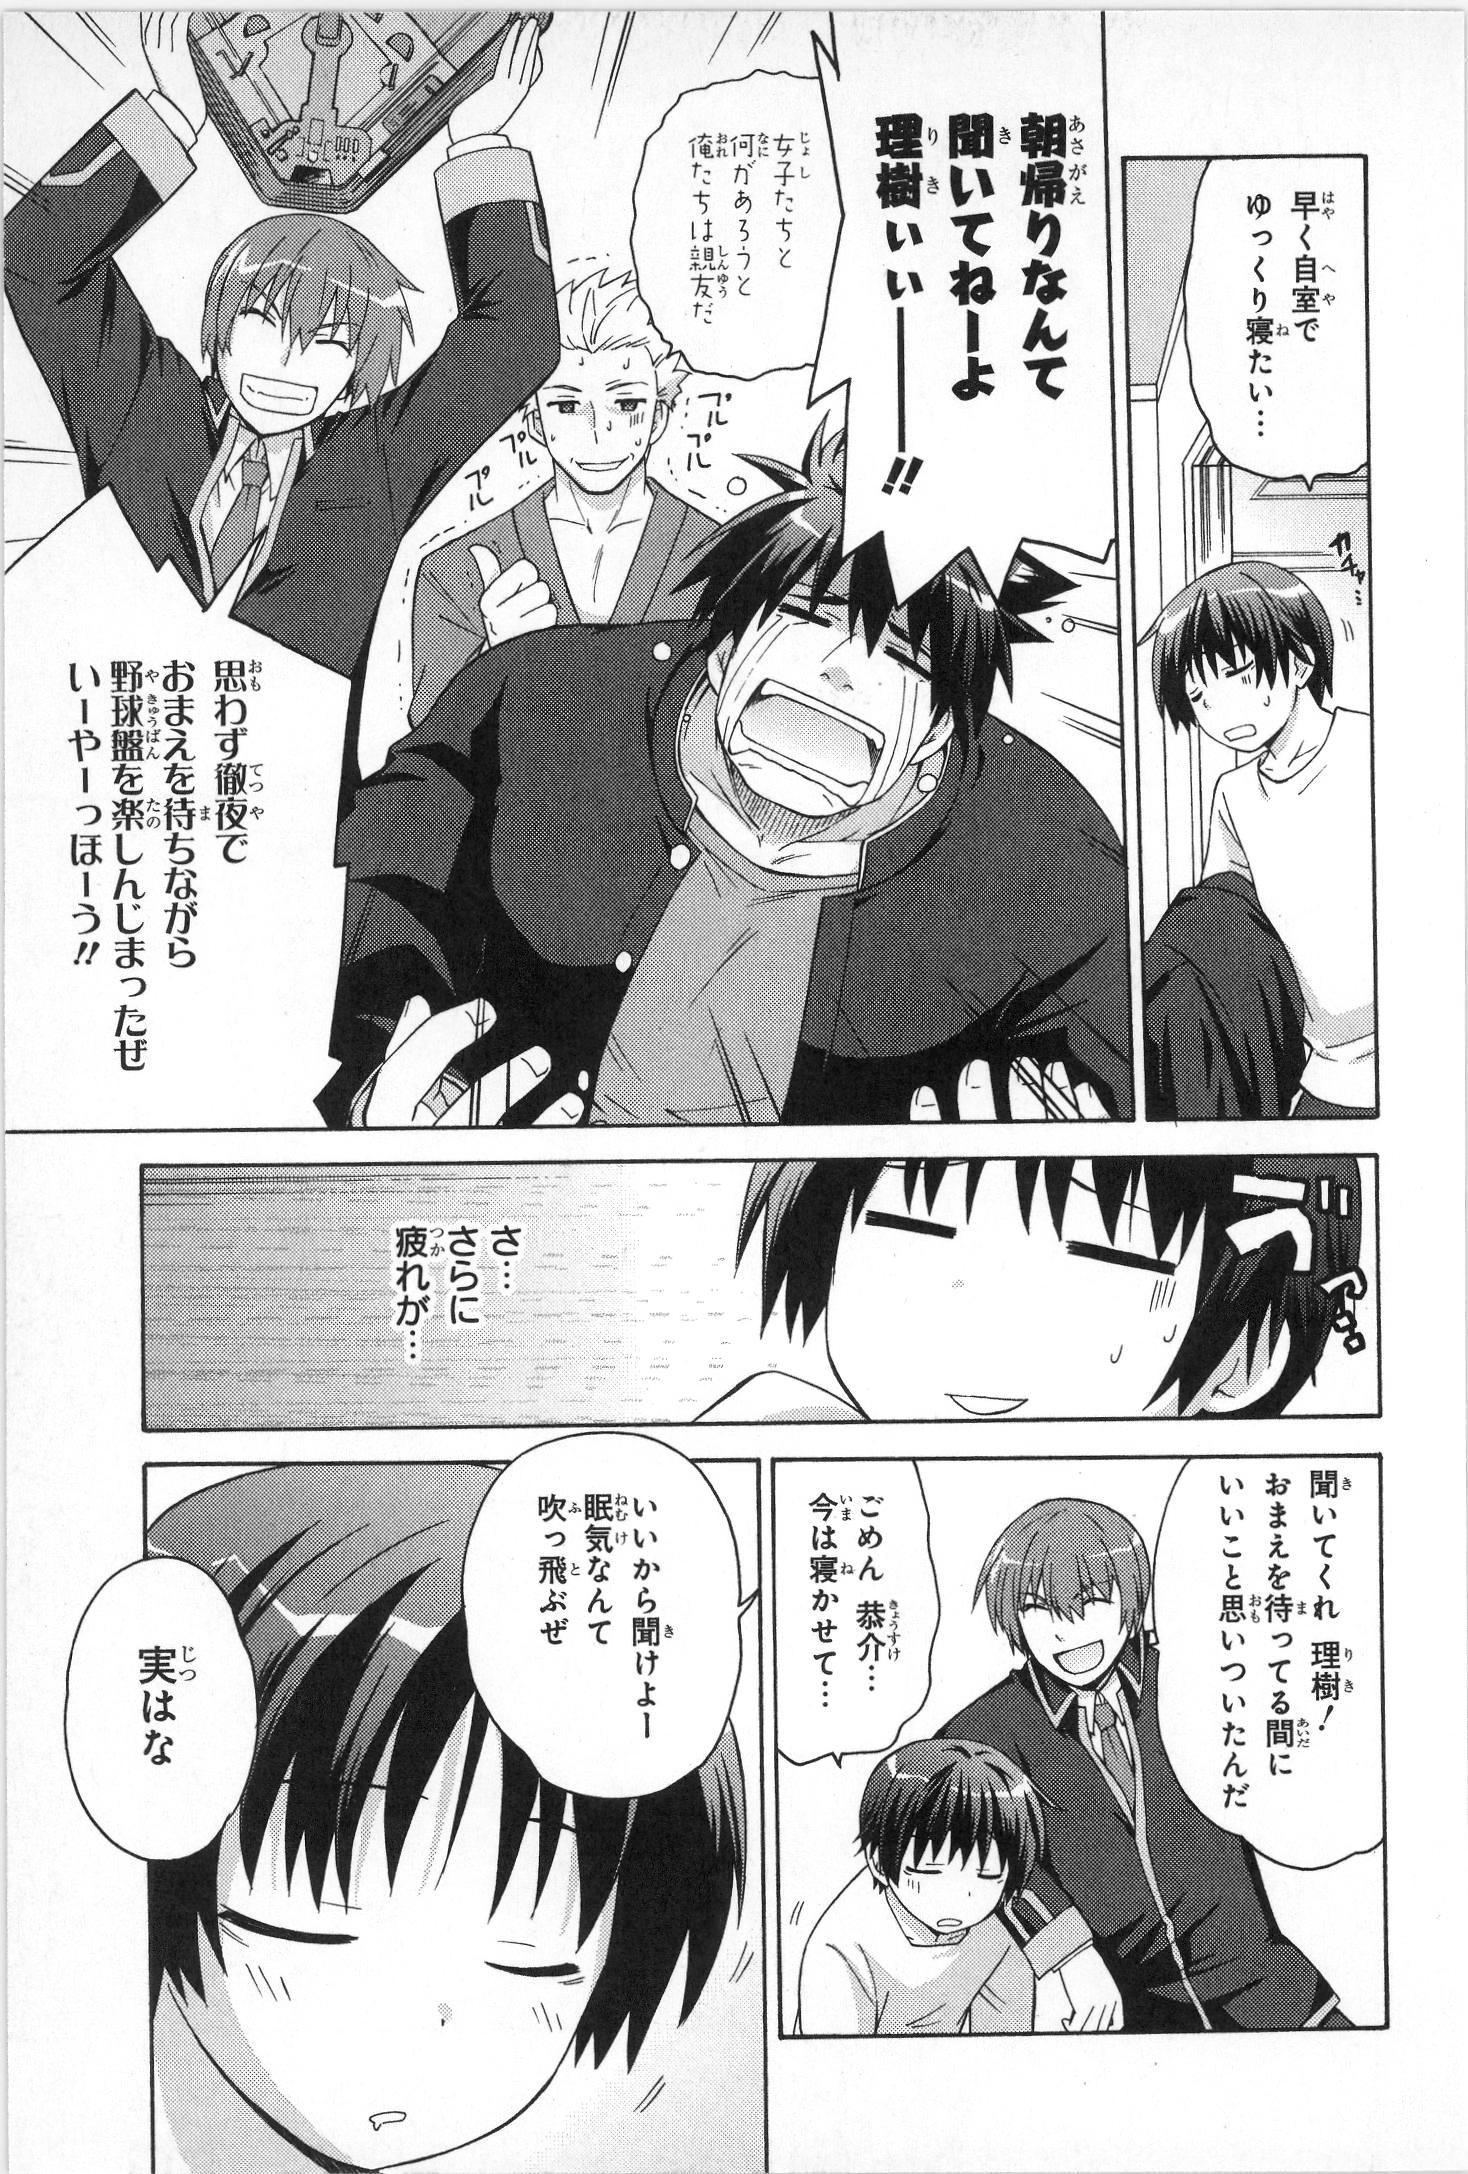 早く自室で
ゆっくり寝たい…
ガチャ…
朝帰りなんて
聞いてねーよ
理樹ぃぃ――――!!
女子たちと
何があろうと
俺たちは親友だ
プルプル
プルプル
プルプル
思わず徹夜で
おまえを待ちながら
野球盤を楽しんじまったぜ
いーやーっほーう!!
さ…
さらに
疲れが…
聞いてくれ 理樹!
おまえを待ってる間に
いいこと思いついたんだ
ごめん 恭介…
今は寝かせて…
いいから聞けよー
眠気なんて
吹っ飛ぶぜ
実はな